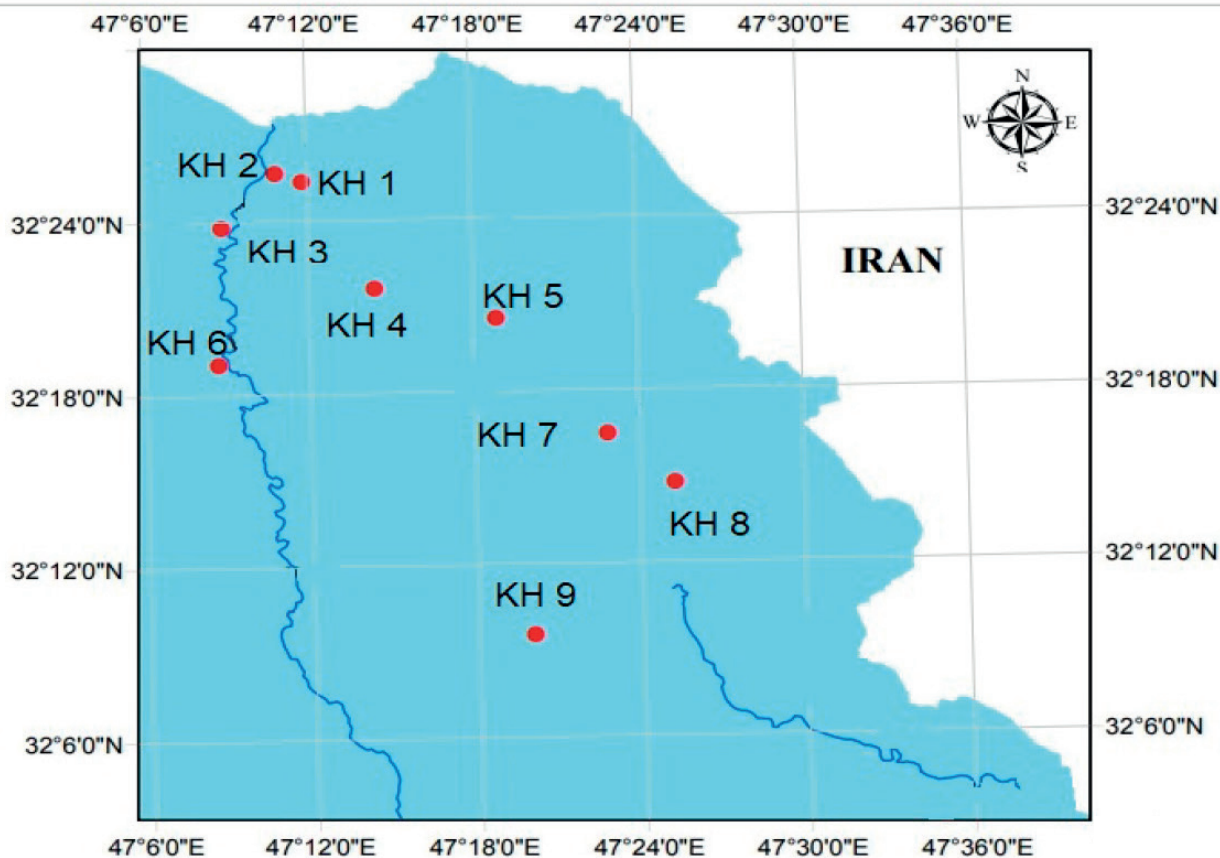 47°6'0"E 47°12'0"E 47°18'0"E 47°24'0"E 47°30'0"E 47°36'0"E
N
W E
S
KH 2
KH 1
32°24'0"N
32°24'0"N
KH 3
IRAN
KH 5
KH 4
KH 6
32°18'0"N
32°18'0"N
KH 7
KH 8
32°12'0"N
32°12'0"N
KH 9
32°6'0"N
32°6'0"N
47°6'0"E 47°12'0"E 47°18'0"E 47°24'0"E 47°30'0"E 47°36'0"E